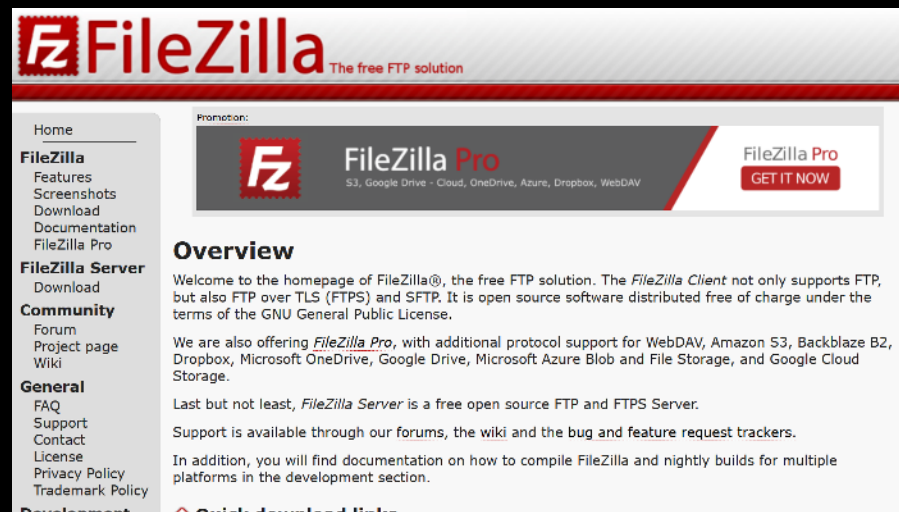 FileZilla The free FTP solution
Promotion:
FileZilla Pro
S3, Google Drive - Cloud, OneDrive, Azure, Dropbox, WebDAV
FileZilla Pro
GET IT NOW
Home
FileZilla
Features
Screenshots
Download
Documentation
FileZilla Pro
FileZilla Server
Download
Community
Forum
Project page
Wiki
General
FAQ
Support
Contact
License
Privacy Policy
Trademark Policy
Development
Overview
Welcome to the homepage of FileZilla®, the free FTP solution. The FileZilla Client not only supports FTP,
but also FTP over TLS (FTPS) and SFTP. It is open source software distributed free of charge under the
terms of the GNU General Public License.
We are also offering FileZilla Pro, with additional protocol support for WebDAV, Amazon S3, Backblaze B2,
Dropbox, Microsoft OneDrive, Google Drive, Microsoft Azure Blob and File Storage, and Google Cloud
Storage.
Last but not least, FileZilla Server is a free open source FTP and FTPS Server.
Support is available through our forums, the wiki and the bug and feature request trackers.
In addition, you will find documentation on how to compile FileZilla and nightly builds for multiple
platforms in the development section.
Quick download links